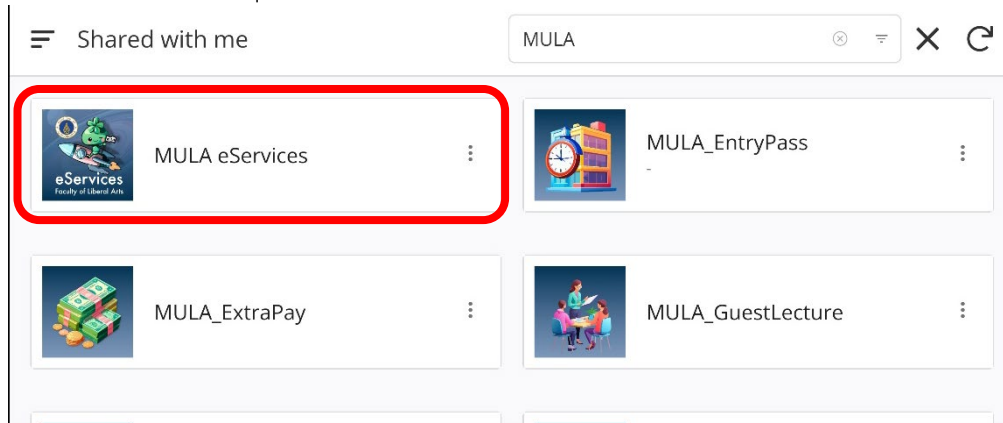 Shared with me
MULA
eServices
Faculty of Liberal Arts
MULA eServices
MULA_EntryPass
-
MULA_ExtraPay
MULA_GuestLecture